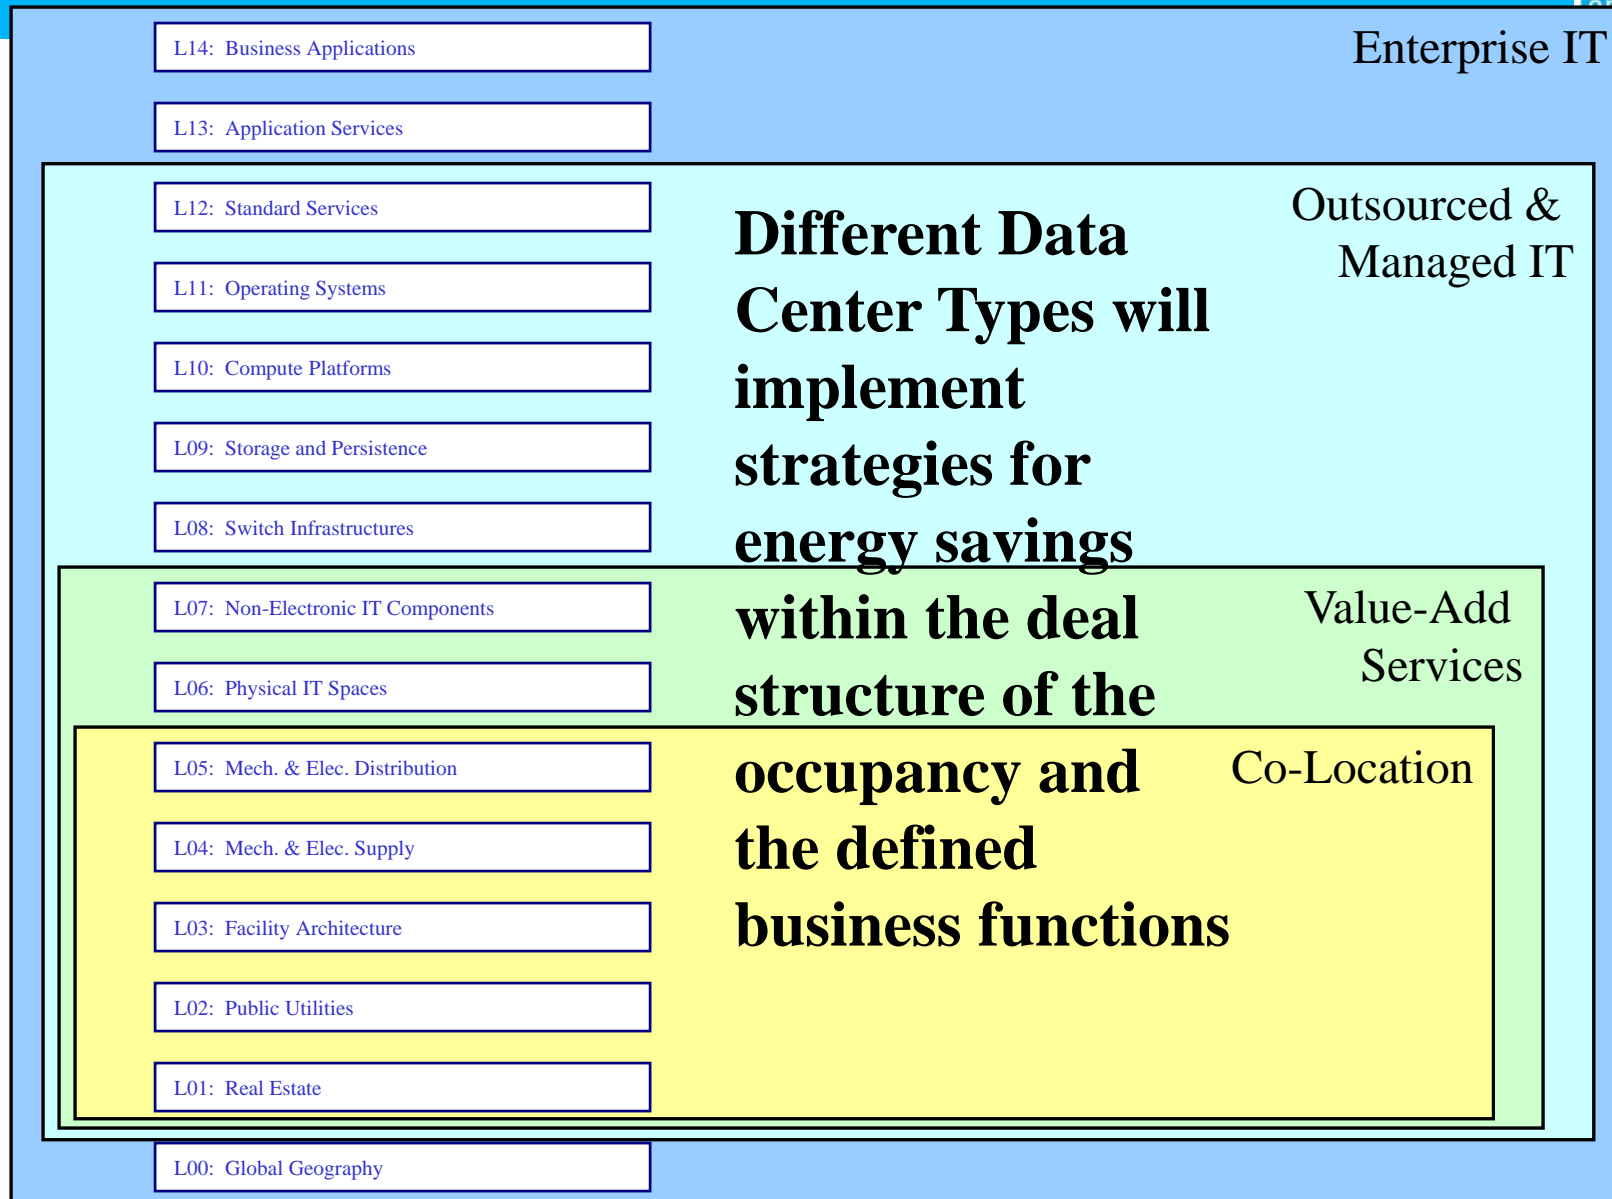 Enterprise IT
L14: Business Applications
L13: Application Services
Outsourced &
Managed IT
L12: Standard Services
L11: Operating Systems
L10: Compute Platforms
L09: Storage and Persistence
L08: Switch Infrastructures
Different Data
Center Types will
implement
strategies for
energy savings
within the deal
structure of the
occupancy and
the defined
business functions
Value-Add
Services
L07: Non-Electronic IT Components
L06: Physical IT Spaces
Co-Location
L05: Mech. & Elec. Distribution
L04: Mech. & Elec. Supply
L03: Facility Architecture
L02: Public Utilities
L01: Real Estate
L00: Global Geography